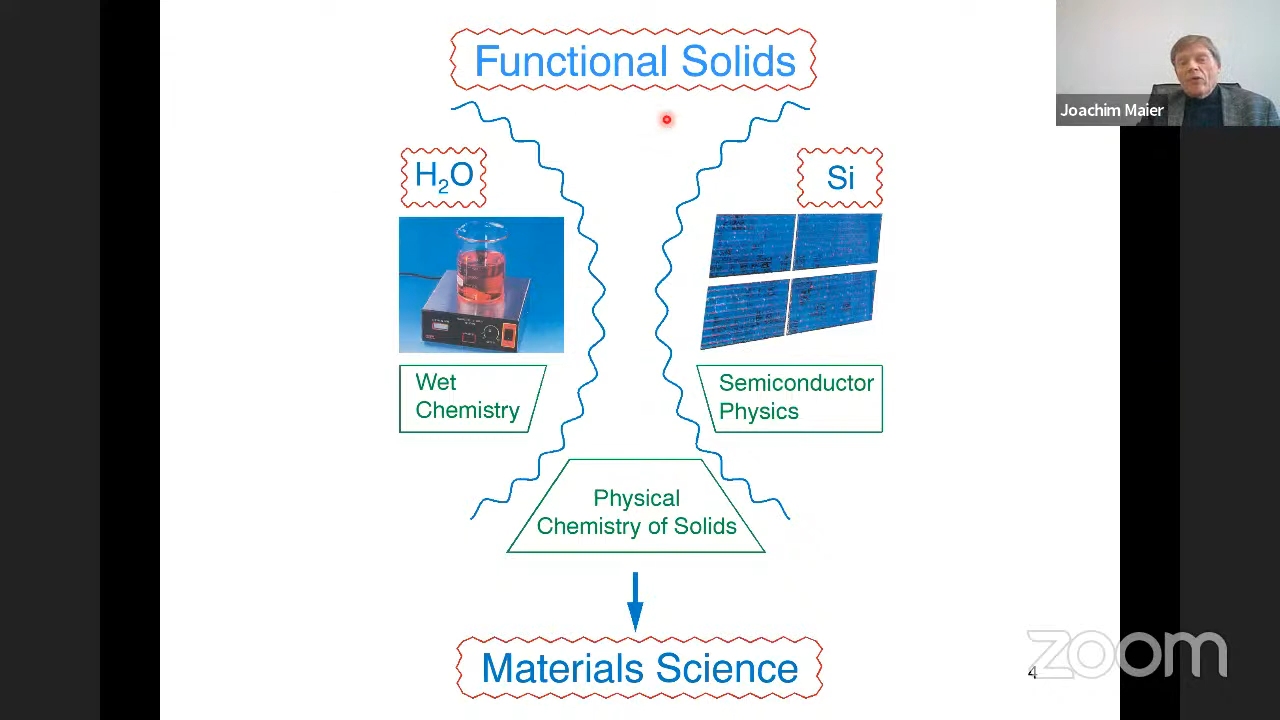 Functional Solids
Joachim Maier
H₂O
Si
Wet
Chemistry
Semiconductor
Physics
Physical
Chemistry of Solids
Materials Science
4
zoom